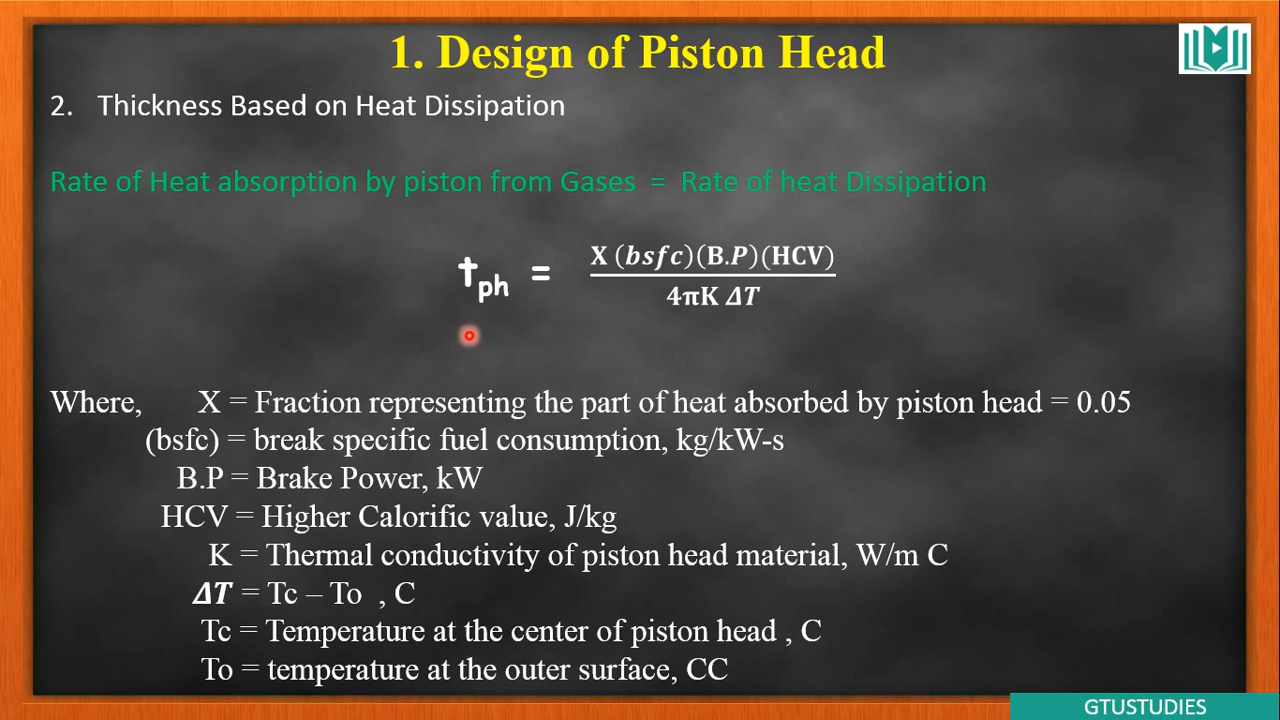 1. Design of Piston Head
2. Thickness Based on Heat Dissipation
Rate of Heat absorption by piston from Gases = Rate of heat Dissipation
tph = X (bsfc)(B.P)(HCV)
4πK ΔT
Where, X = Fraction representing the part of heat absorbed by piston head = 0.05
(bsfc) = break specific fuel consumption, kg/kW-s
B.P = Brake Power, kW
HCV = Higher Calorific value, J/kg
K = Thermal conductivity of piston head material, W/m C
ΔT = Tc – To , C
Tc = Temperature at the center of piston head , C
To = temperature at the outer surface, CC
GTUSTUDIES